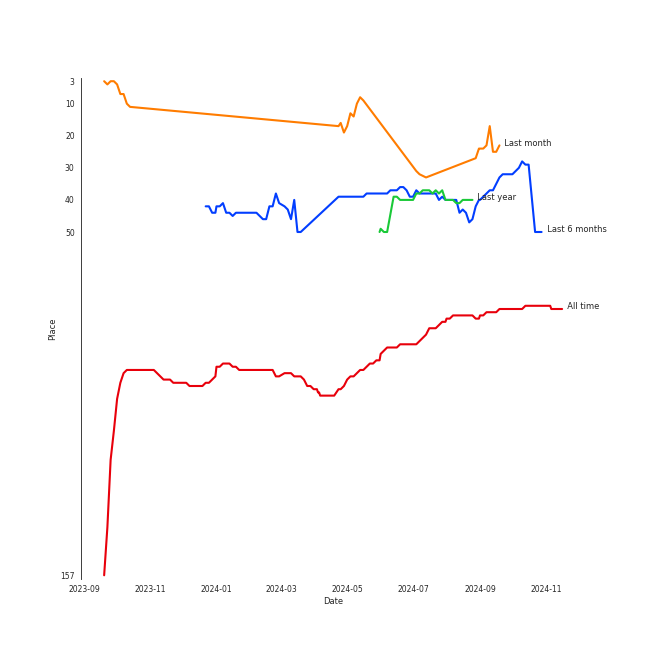 3
10
20
30
40
50
157
Place
Last month
Last year
Last 6 months
All time
2023-09 2023-11 2024-01 2024-03 2024-05 2024-07 2024-09 2024-11
Date